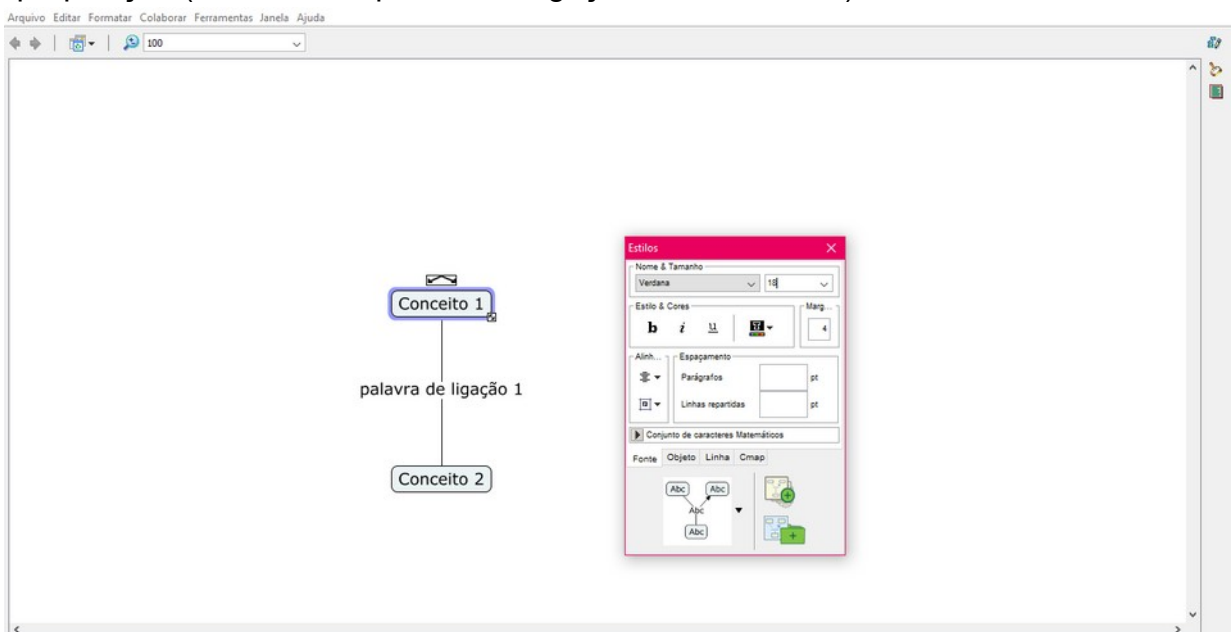 Arquivo Editar Formatar Colaborar Ferramentas Janela Ajuda
100
Conceito 1
palavra de ligação 1
Conceito 2
Estilos
Nome & Tamanho
Verdana
18
Estilo & Cores
Marg...
b i u
4
Alinh...
Espaçamento
Parágrafos
pt
Linhas repartidas
pt
Conjunto de caracteres Matemáticos
Fonte Objeto Linha Cmap
Abc Abc
Abc
Abc